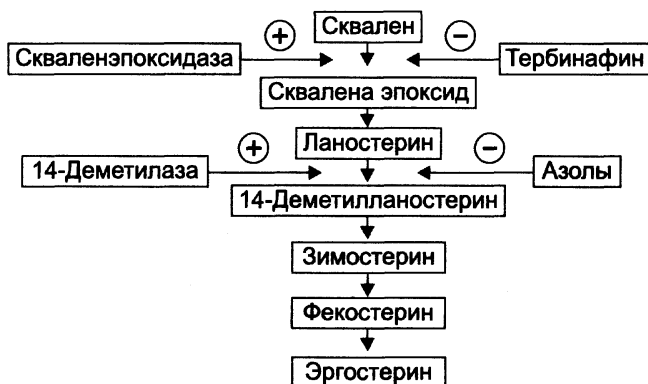 Сквален
+
−
Скваленэпоксидаза
Тербинафин
Сквалена эпоксид
Ланостерин
+
−
14-Деметилаза
Азолы
14-Деметилланостерин
Зимостерин
Фекостерин
Эргостерин